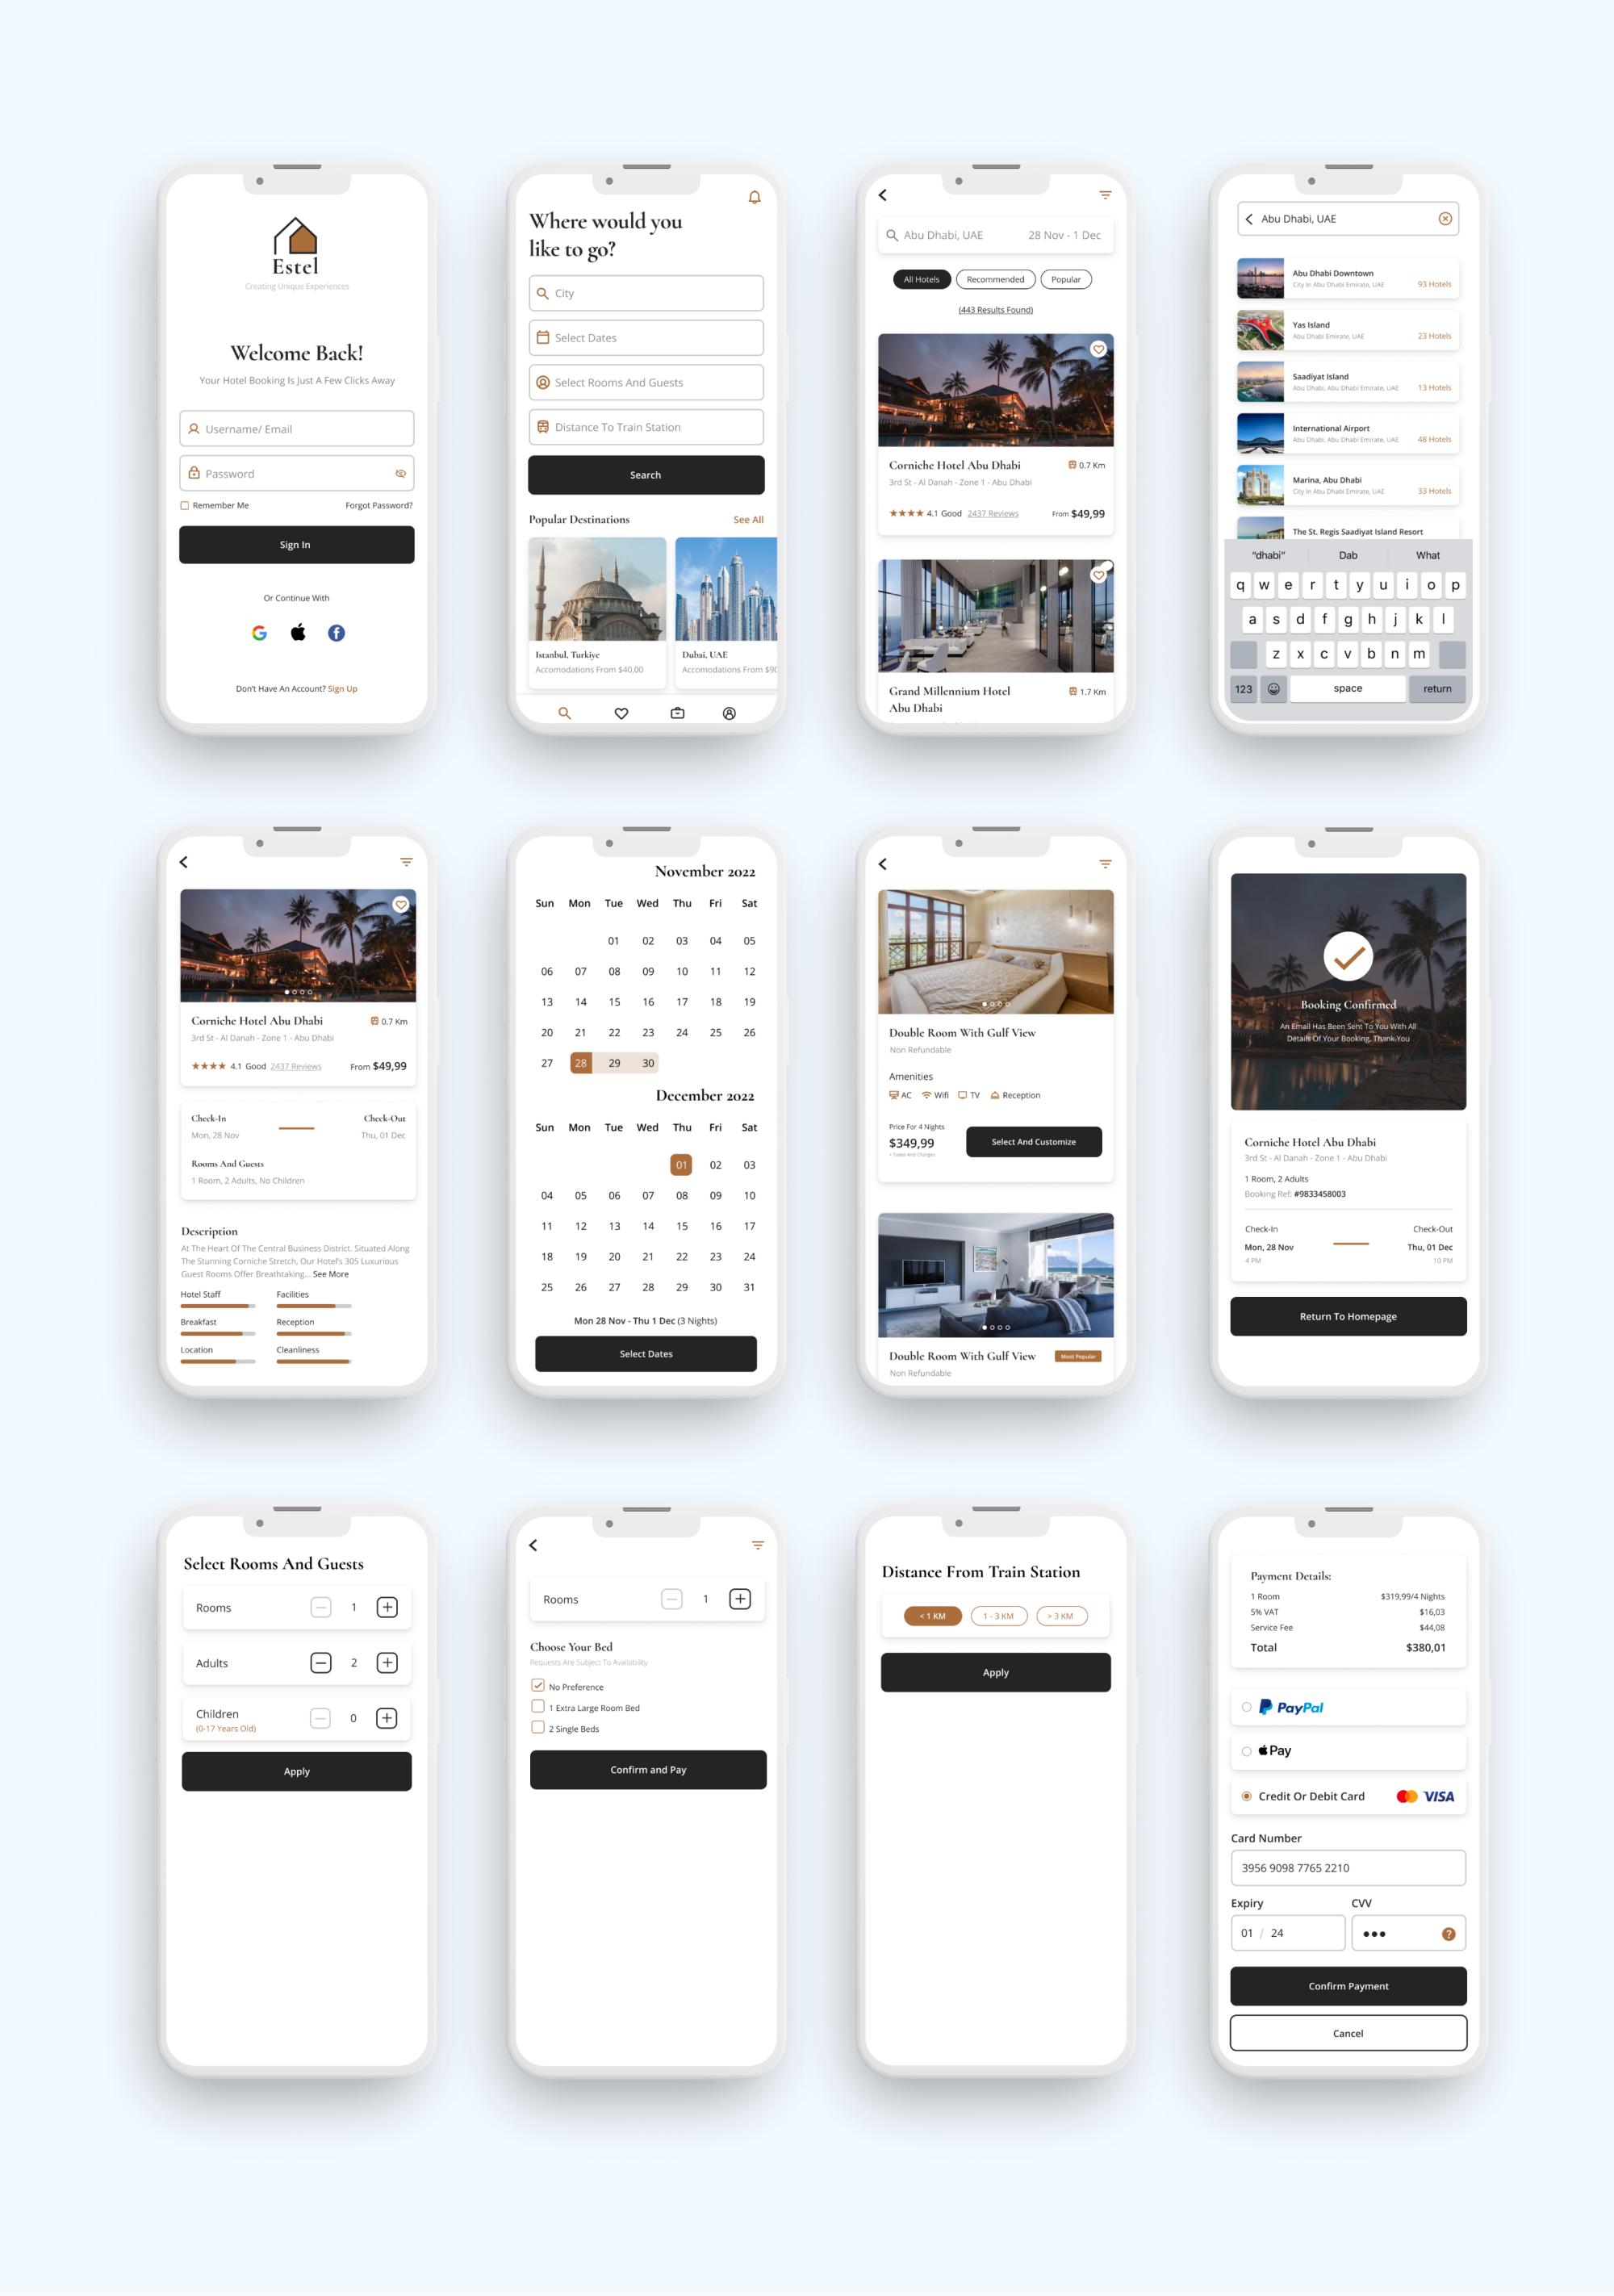 Estel
Creating Unique Experiences
Welcome Back!
Your Hotel Booking Is Just A Few Clicks Away
Username/ Email
Password
Remember Me
Forgot Password?
Sign In
Or Continue With
Don't Have An Account? Sign Up
Where would you
like to go?
City
Select Dates
Select Rooms And Guests
Distance To Train Station
Search
Popular Destinations
See All
Istanbul, Turkiye
Accomodations From $40,00
Dubai, UAE
Accomodations From $90
Abu Dhabi, UAE
28 Nov - 1 Dec
All Hotels
Recommended
Popular
(443 Results Found)
Corniche Hotel Abu Dhabi
0.7 Km
3rd St - Al Danah - Zone 1 - Abu Dhabi
4.1 Good 2437 Reviews
From $49,99
Grand Millennium Hotel
Abu Dhabi
1.7 Km
Abu Dhabi, UAE
Abu Dhabi Downtown
City In Abu Dhabi Emirate, UAE
93 Hotels
Yas Island
Abu Dhabi Emirate, UAE
23 Hotels
Saadiyat Island
Abu Dhabi, Abu Dhabi Emirate, UAE
13 Hotels
International Airport
Abu Dhabi, Abu Dhabi Emirate, UAE
48 Hotels
Marina, Abu Dhabi
City In Abu Dhabi Emirate, UAE
33 Hotels
The St. Regis Saadiyat Island Resort
"dhabi" Dab What
q w e r t y u i o p
a s d f g h j k l
z x c v b n m
123 space return
Corniche Hotel Abu Dhabi
0.7 Km
3rd St - Al Danah - Zone 1 - Abu Dhabi
4.1 Good 2437 Reviews
From $49,99
Check-In
Check-Out
Mon, 28 Nov
Thu, 01 Dec
Rooms And Guests
1 Room, 2 Adults, No Children
Description
At The Heart Of The Central Business District. Situated Along
The Stunning Corniche Stretch, Our Hotel's 305 Luxurious
Guest Rooms Offer Breathtaking... See More
Hotel Staff
Facilities
Breakfast
Reception
Location
Cleanliness
November 2022
Sun Mon Tue Wed Thu Fri Sat
01 02 03 04 05
06 07 08 09 10 11 12
13 14 15 16 17 18 19
20 21 22 23 24 25 26
27 28 29 30
December 2022
Sun Mon Tue Wed Thu Fri Sat
01 02 03
04 05 06 07 08 09 10
11 12 13 14 15 16 17
18 19 20 21 22 23 24
25 26 27 28 29 30 31
Mon 28 Nov - Thu 1 Dec (3 Nights)
Select Dates
Double Room With Gulf View
Non Refundable
Amenities
AC Wifi TV Reception
Price For 4 Nights
$349,99
+ Taxes And Charges
Select And Customize
Double Room With Gulf View
Most Popular
Non Refundable
Booking Confirmed
An Email Has Been Sent To You With All
Details Of Your Booking. Thank You
Corniche Hotel Abu Dhabi
3rd St - Al Danah - Zone 1 - Abu Dhabi
1 Room, 2 Adults
Booking Ref: #9833458003
Check-In
Check-Out
Mon, 28 Nov
Thu, 01 Dec
4 PM
10 PM
Return To Homepage
Select Rooms And Guests
Rooms
1
Adults
2
Children
(0-17 Years Old)
0
Apply
Rooms
1
Choose Your Bed
Requests Are Subject To Availability
No Preference
1 Extra Large Room Bed
2 Single Beds
Confirm and Pay
Distance From Train Station
< 1 KM
1 - 3 KM
> 3 KM
Apply
Payment Details:
1 Room $319,99/4 Nights
5% VAT $16,03
Service Fee $44,08
Total $380,01
PayPal
Pay
Credit Or Debit Card
VISA
Card Number
3956 9098 7765 2210
Expiry
CVV
01 / 24
Confirm Payment
Cancel